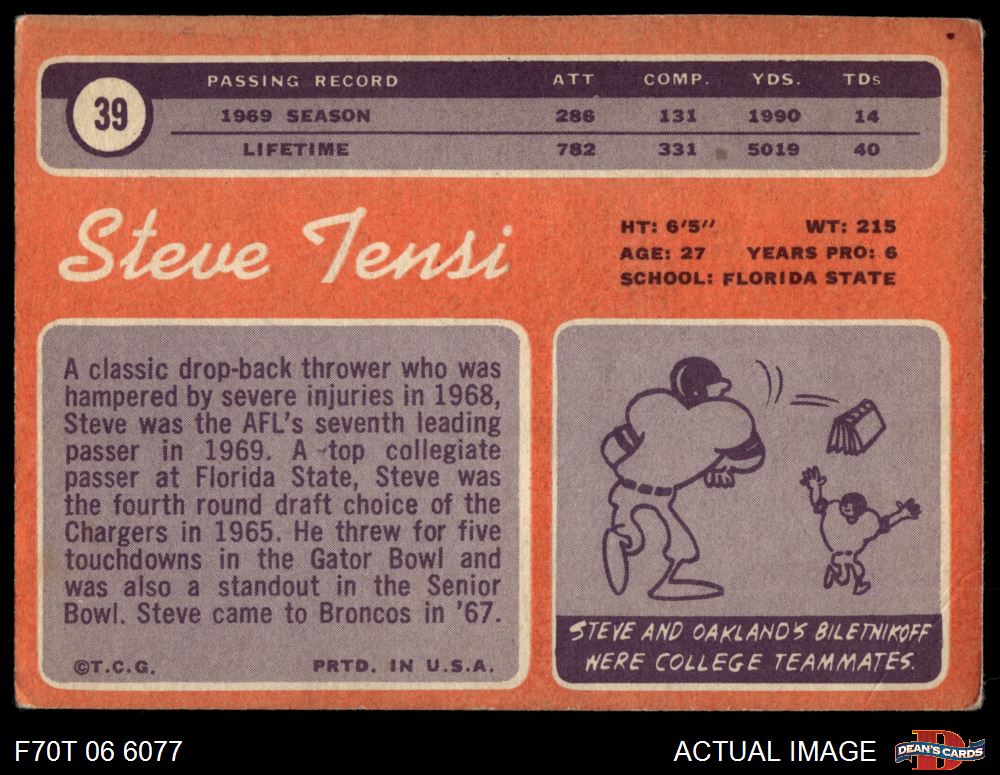 39
PASSING RECORD ATT COMP. YDS. TDs
1969 SEASON 286 131 1990 14
LIFETIME 782 331 5019 40
Steve Tensi
HT: 6'5" WT: 215
AGE: 27 YEARS PRO: 6
SCHOOL: FLORIDA STATE
A classic drop-back thrower who was
hampered by severe injuries in 1968,
Steve was the AFL's seventh leading
passer in 1969. A top collegiate
passer at Florida State, Steve was
the fourth round draft choice of the
Chargers in 1965. He threw for five
touchdowns in the Gator Bowl and
was also a standout in the Senior
Bowl. Steve came to Broncos in '67.
©T.C.G. PRTD. IN U.S.A.
STEVE AND OAKLAND'S BILETNIKOFF
WERE COLLEGE TEAMMATES.
F70T 06 6077
ACTUAL IMAGE
D
DEAN'S CARDS